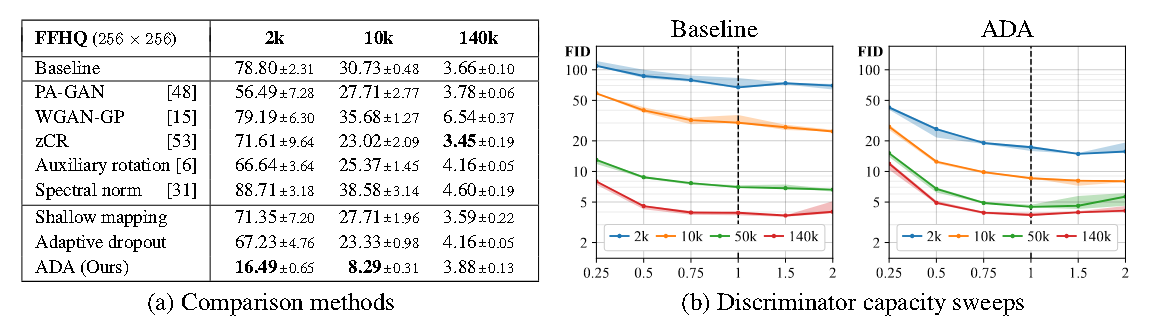 FFHQ (256 × 256) 2k 10k 140k
Baseline 78.80 ±2.31 30.73 ±0.48 3.66 ±0.10
PA-GAN [48] 56.49 ±7.28 27.71 ±2.77 3.78 ±0.06
WGAN-GP [15] 79.19 ±6.30 35.68 ±1.27 6.54 ±0.37
zCR [53] 71.61 ±9.64 23.02 ±2.09 3.45 ±0.19
Auxiliary rotation [6] 66.64 ±3.64 25.37 ±1.45 4.16 ±0.05
Spectral norm [31] 88.71 ±3.18 38.58 ±3.14 4.60 ±0.19
Shallow mapping 71.35 ±7.20 27.71 ±1.96 3.59 ±0.22
Adaptive dropout 67.23 ±4.76 23.33 ±0.98 4.16 ±0.05
ADA (Ours) 16.49 ±0.65 8.29 ±0.31 3.88 ±0.13
(a) Comparison methods
Baseline
FID
100
50
20
10
5
2
2k 10k 50k 140k
0.25 0.5 0.75 1 1.5 2
ADA
FID
100
50
20
10
5
2
2k 10k 50k 140k
0.25 0.5 0.75 1 1.5 2
(b) Discriminator capacity sweeps